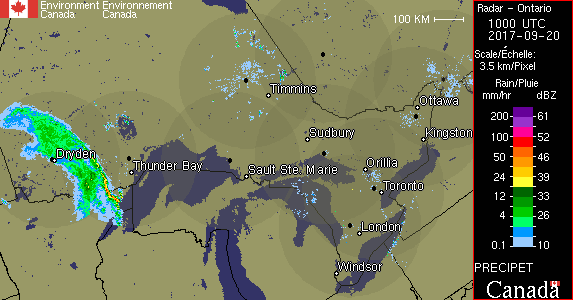 Environment Environnement
Canada Canada
100 KM
Timmins
Ottawa
Sudbury
Kingston
Dryden
Thunder Bay
Sault Ste. Marie
Orillia
Toronto
London
Windsor
Radar - Ontario
1000 UTC
2017-09-20
Scale/Échelle:
3.5 km/Pixel
Rain/Pluie
mm/hr dBZ
200 61
100 52
50 46
24 39
12 33
4 26
0.1 10
PRECIPET
Canada